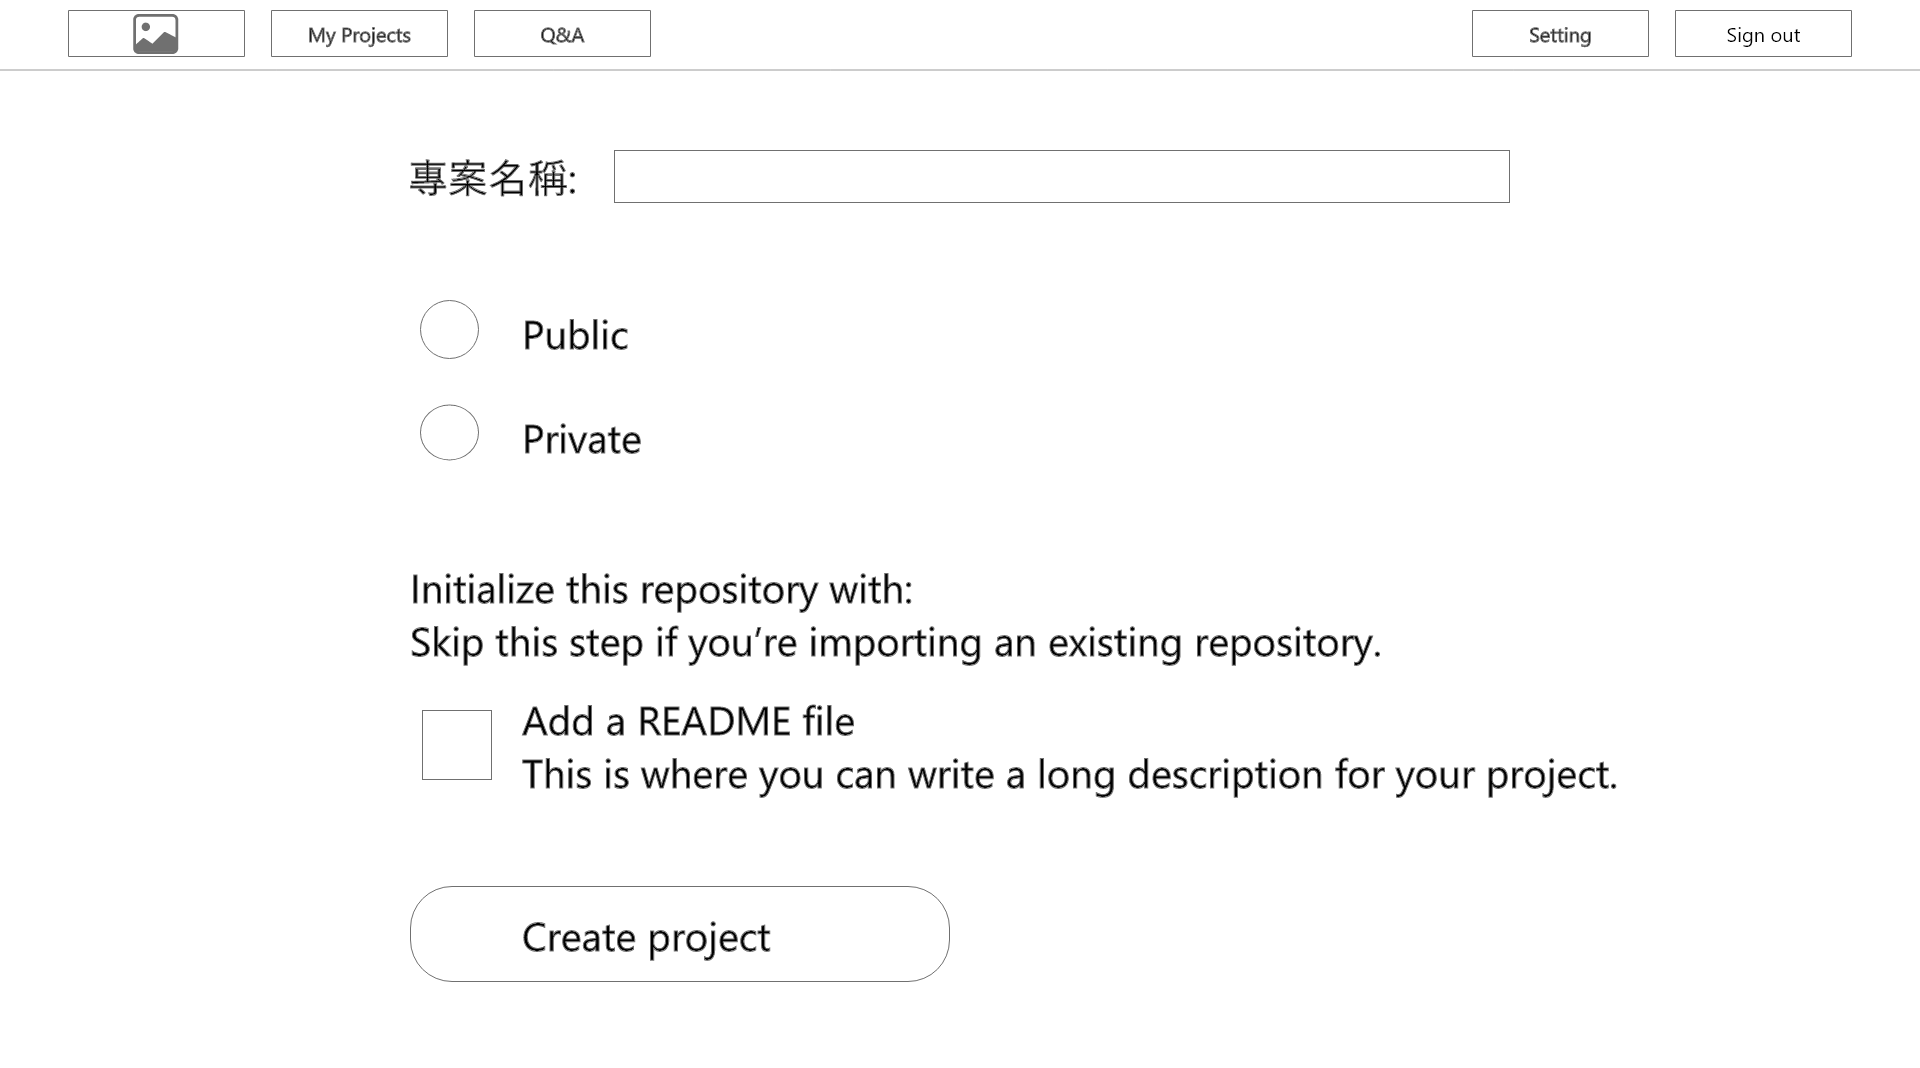 My Projects
Q&A
Setting
Sign out
專案名稱:
Public
Private
Initialize this repository with:
Skip this step if you’re importing an existing repository.
Add a README file
This is where you can write a long description for your project.
Create project